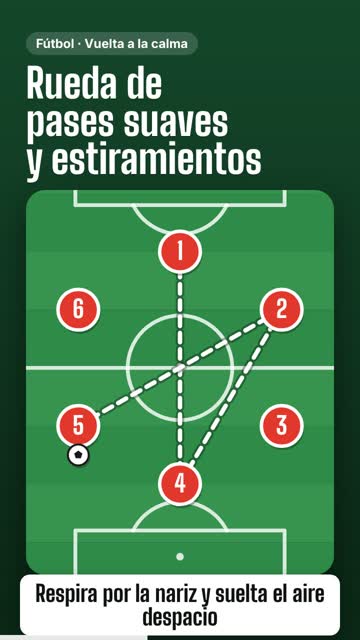 Fútbol · Vuelta a la calma
Rueda de
pases suaves
y estiramientos
1
6
2
5
3
4
Respira por la nariz y suelta el aire
despacio